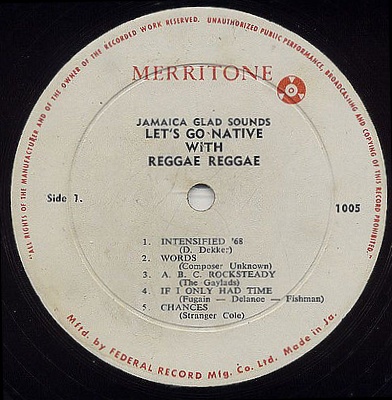 "ALL RIGHTS OF THE MANUFACTURER AND OF THE OWNER OF THE RECORDED WORK RESERVED. UNAUTHORIZED PUBLIC PERFORMANCE, BROADCASTING AND COPYING OF THIS RECORD PROHIBITED"
MERRITONE
JAMAICA GLAD SOUNDS
LET'S GO NATIVE
WITH
REGGAE REGGAE
Side 1.
1005
1. INTENSIFIED '68
(D. Dekker)
2. WORDS
(Composer Unknown)
3. A. B. C. ROCKSTEADY
(The Gaylads)
4. IF I ONLY HAD TIME
(Fugain — Delanoe — Fishman)
5 CHANCES
(Stranger Cole)
Mftd. by FEDERAL RECORD Mfg. Co. Ltd. Made in Ja.